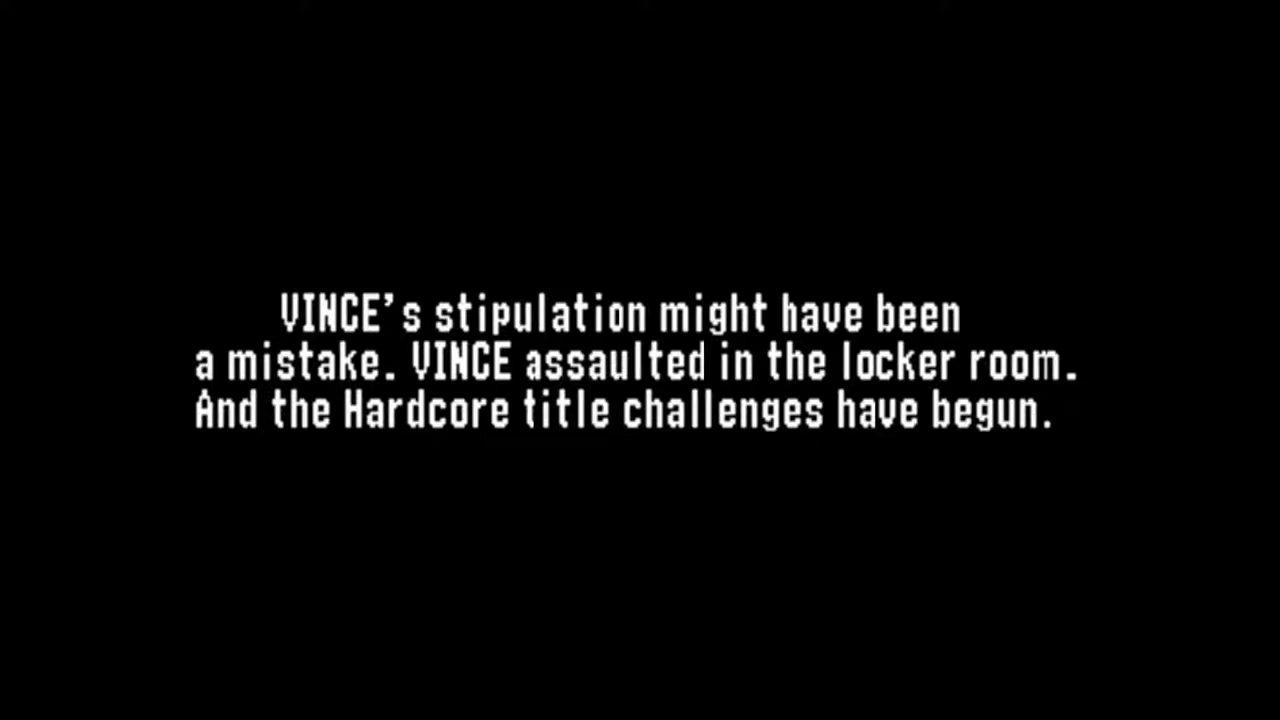 VINCE's stipulation might have been
a mistake. VINCE assaulted in the locker room.
And the Hardcore title challenges have begun.